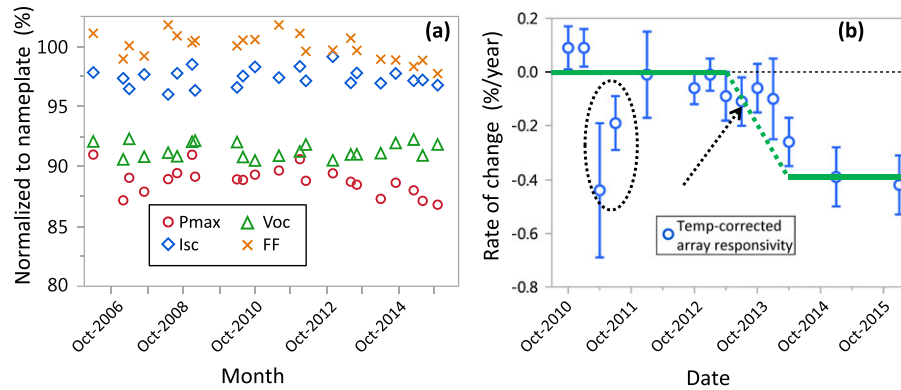 (a)
Normalized to nameplate (%)
100
95
90
85
80
Pmax
Voc
Isc
FF
Oct-2006
Oct-2008
Oct-2010
Oct-2012
Oct-2014
Month
(b)
Rate of change (%/year)
0.2
0.0
-0.2
-0.4
-0.6
-0.8
Temp-corrected
array responsivity
Oct-2010
Oct-2011
Oct-2012
Oct-2013
Oct-2014
Oct-2015
Date